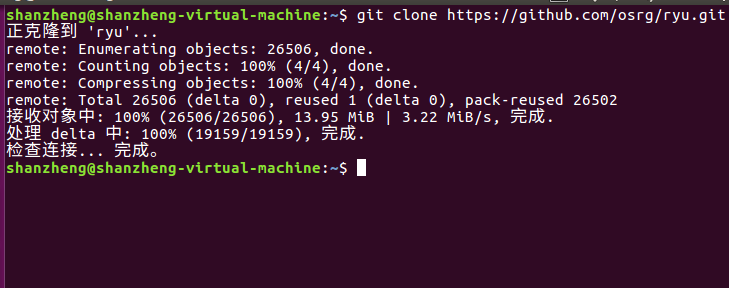 shanzheng@shanzheng-virtual-machine:~$ git clone https://github.com/osrg/ryu.git
正克隆到 'ryu'...
remote: Enumerating objects: 26506, done.
remote: Counting objects: 100% (4/4), done.
remote: Compressing objects: 100% (4/4), done.
remote: Total 26506 (delta 0), reused 1 (delta 0), pack-reused 26502
接收对象中: 100% (26506/26506), 13.95 MiB | 3.22 MiB/s, 完成.
处理 delta 中: 100% (19159/19159), 完成.
检查连接... 完成。
shanzheng@shanzheng-virtual-machine:~$